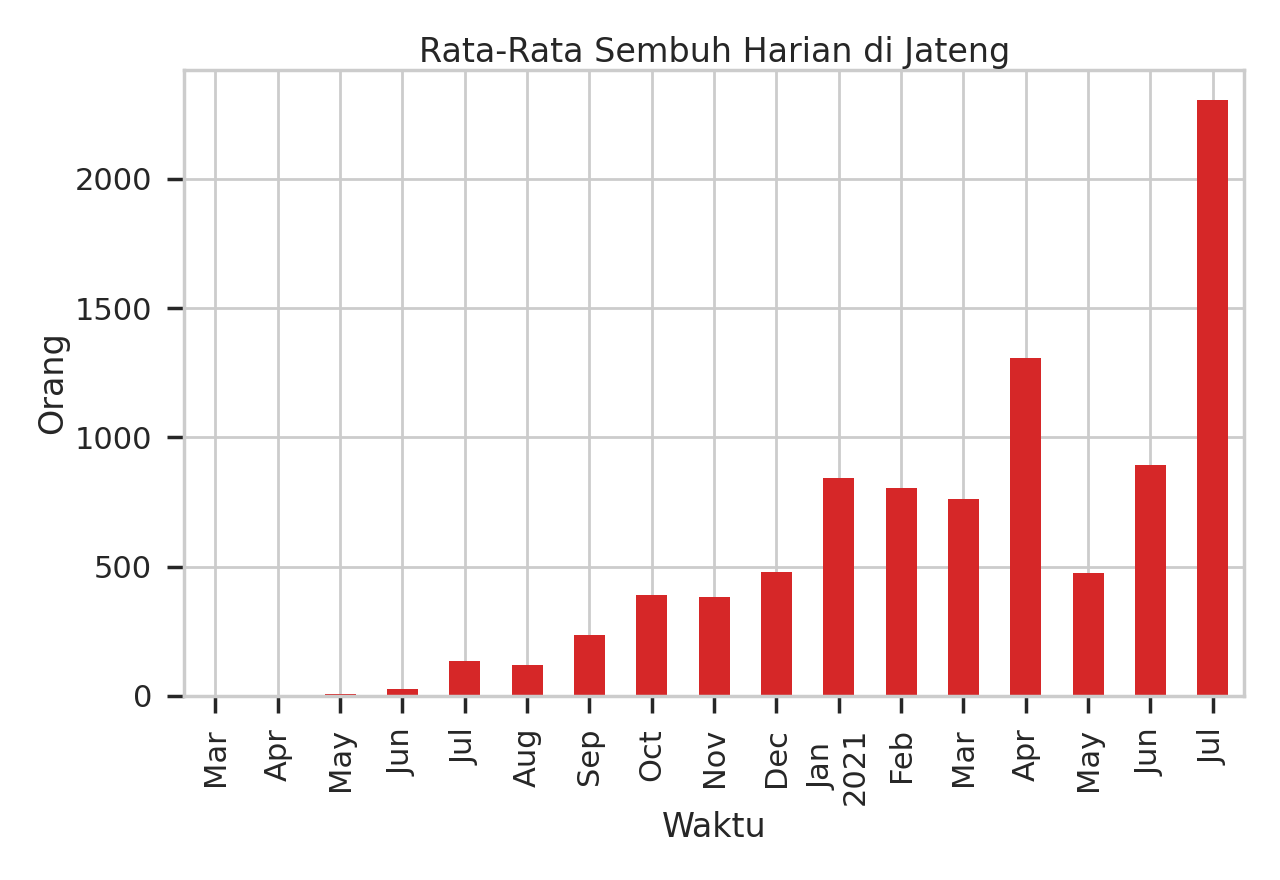 Rata-Rata Sembuh Harian di Jateng
Orang
2000
1500
1000
500
0
Mar
Apr
May
Jun
Jul
Aug
Sep
Oct
Nov
Dec
Jan
2021
Feb
Mar
Apr
May
Jun
Jul
Waktu